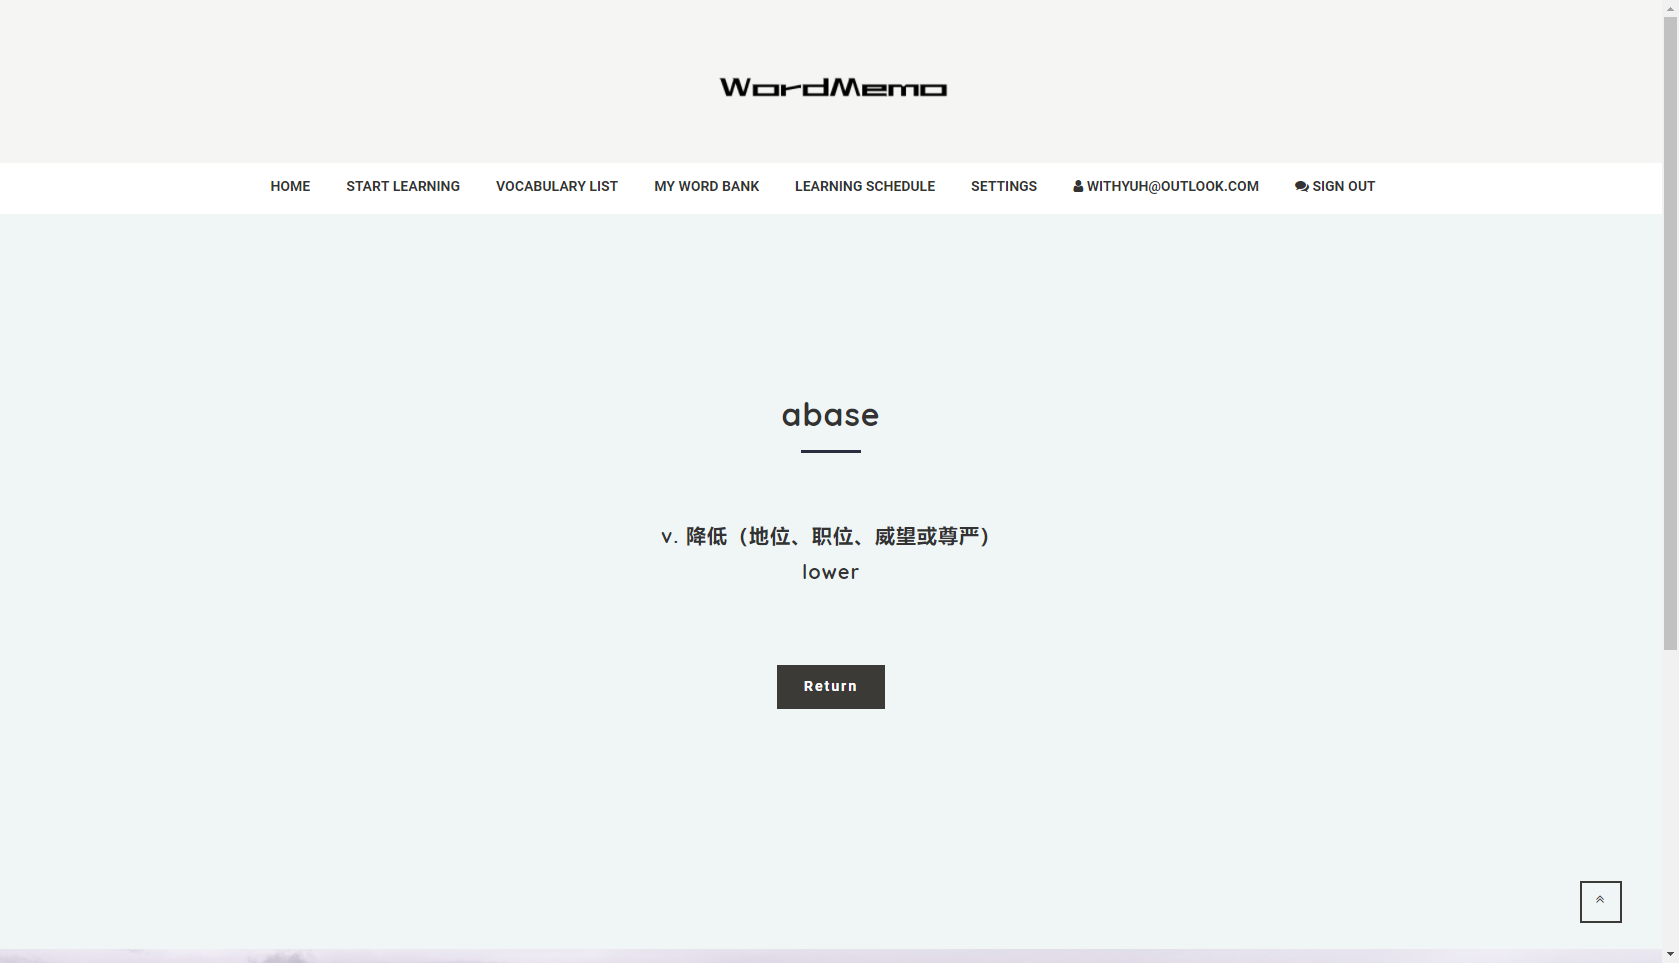 WordMemo
HOME START LEARNING VOCABULARY LIST MY WORD BANK LEARNING SCHEDULE SETTINGS WITHYUH@OUTLOOK.COM SIGN OUT
abase
v. 降低（地位、职位、威望或尊严）
lower
Return